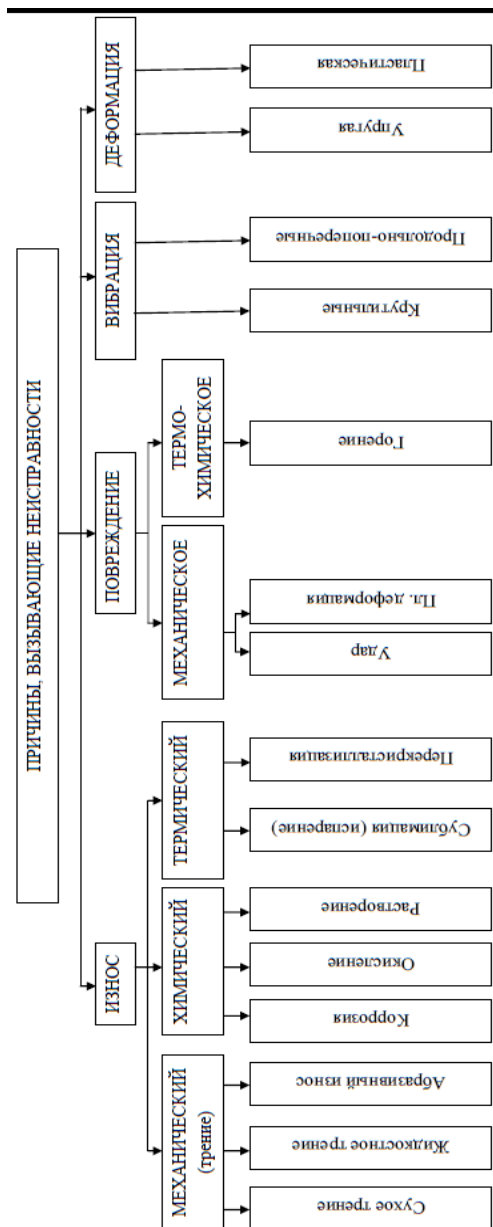 ПРИЧИНЫ, ВЫЗЫВАЮЩИЕ НЕИСПРАВНОСТИ
ИЗНОС
ПОВРЕЖДЕНИЕ
ВИБРАЦИЯ
ДЕФОРМАЦИЯ
МЕХАНИЧЕСКИЙ
(трение)
ХИМИЧЕСКИЙ
ТЕРМИЧЕСКИЙ
МЕХАНИЧЕСКОЕ
ТЕРМО-
ХИМИЧЕСКОЕ
Сухое трение
Жидкостное трение
Абразивный износ
Коррозия
Окисление
Растворение
Сублимация (испарение)
Перекристаллизация
Удар
Пл. деформация
Горение
Крутильные
Продольно-поперечные
Упругая
Пластическая